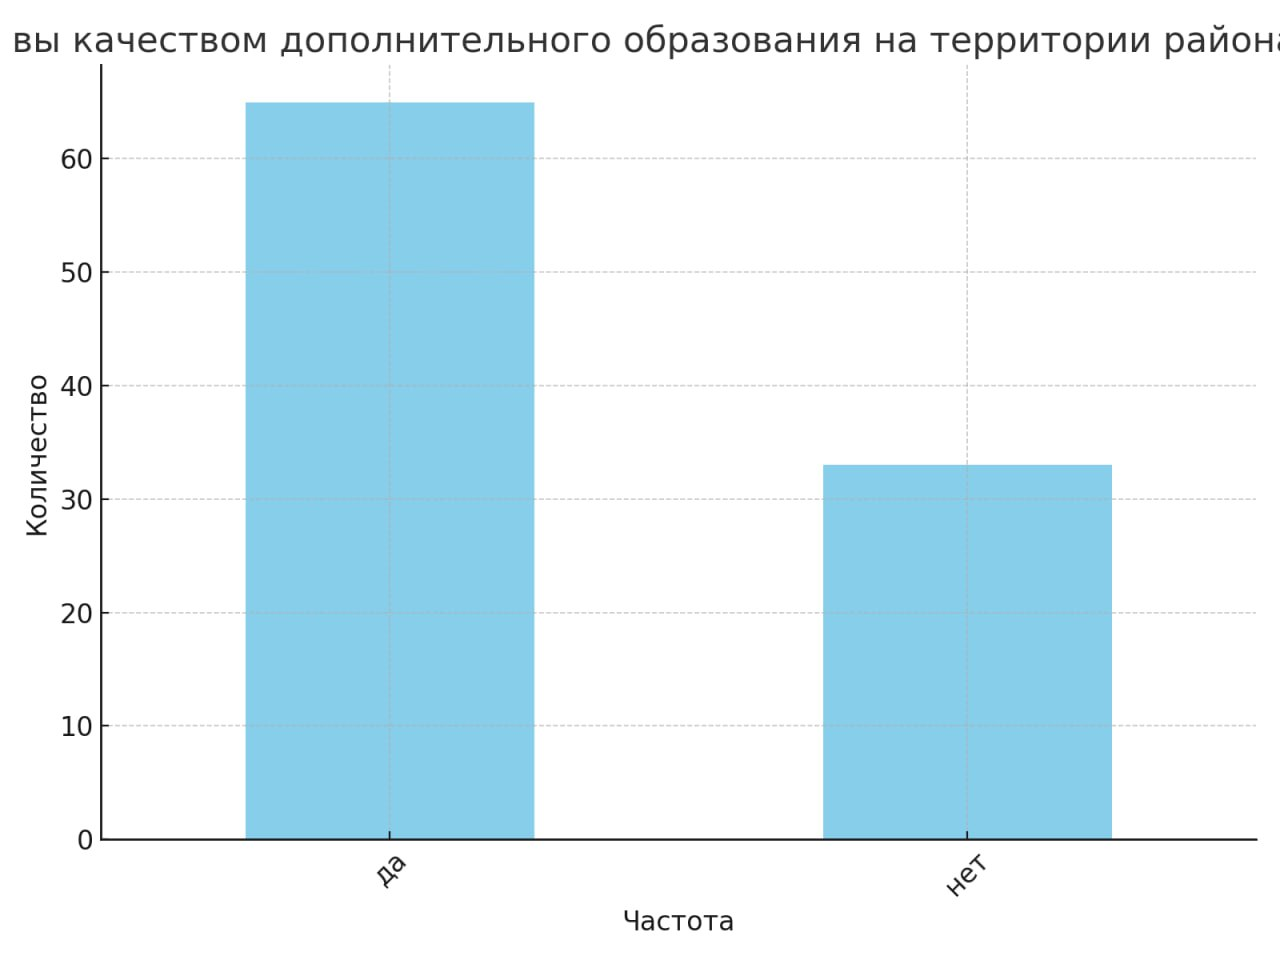 вы качеством дополнительного образования на территории района
60
50
40
30
20
10
0
Количество
да
нет
Частота